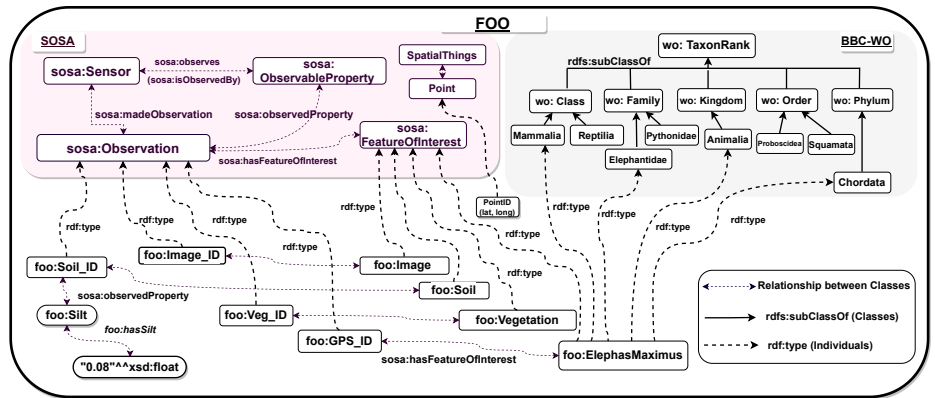 FOO
SOSA
BBC-WO
sosa:Sensor
sosa:observes
(sosa:isObservedBy)
sosa:
ObservableProperty
SpatialThings
Point
wo: TaxonRank
rdfs:subClassOf
wo: Class
wo: Family
wo: Kingdom
wo: Order
wo: Phylum
sosa:madeObservation
sosa:observedProperty
sosa:
FeatureOfInterest
sosa:Observation
sosa:hasFeatureOfInterest
Mammalia
Reptilia
Pythonidae
Elephantidae
Animalia
Proboscidea
Squamata
Chordata
PointID
(lat, long)
rdf:type
rdf:type
rdf:type
rdf:type
rdf:type
rdf:type
rdf:type
rdf:type
rdf:type
rdf:type
rdf:type
rdf:type
foo:Image_ID
foo:Soil_ID
foo:Image
sosa:observedProperty
foo:Soil
foo:Silt
foo:hasSilt
foo:Veg_ID
foo:Vegetation
foo:GPS_ID
sosa:hasFeatureOfInterest
foo:ElephasMaximus
"0.08"^^xsd:float
Relationship between Classes
rdfs:subClassOf (Classes)
rdf:type (Individuals)